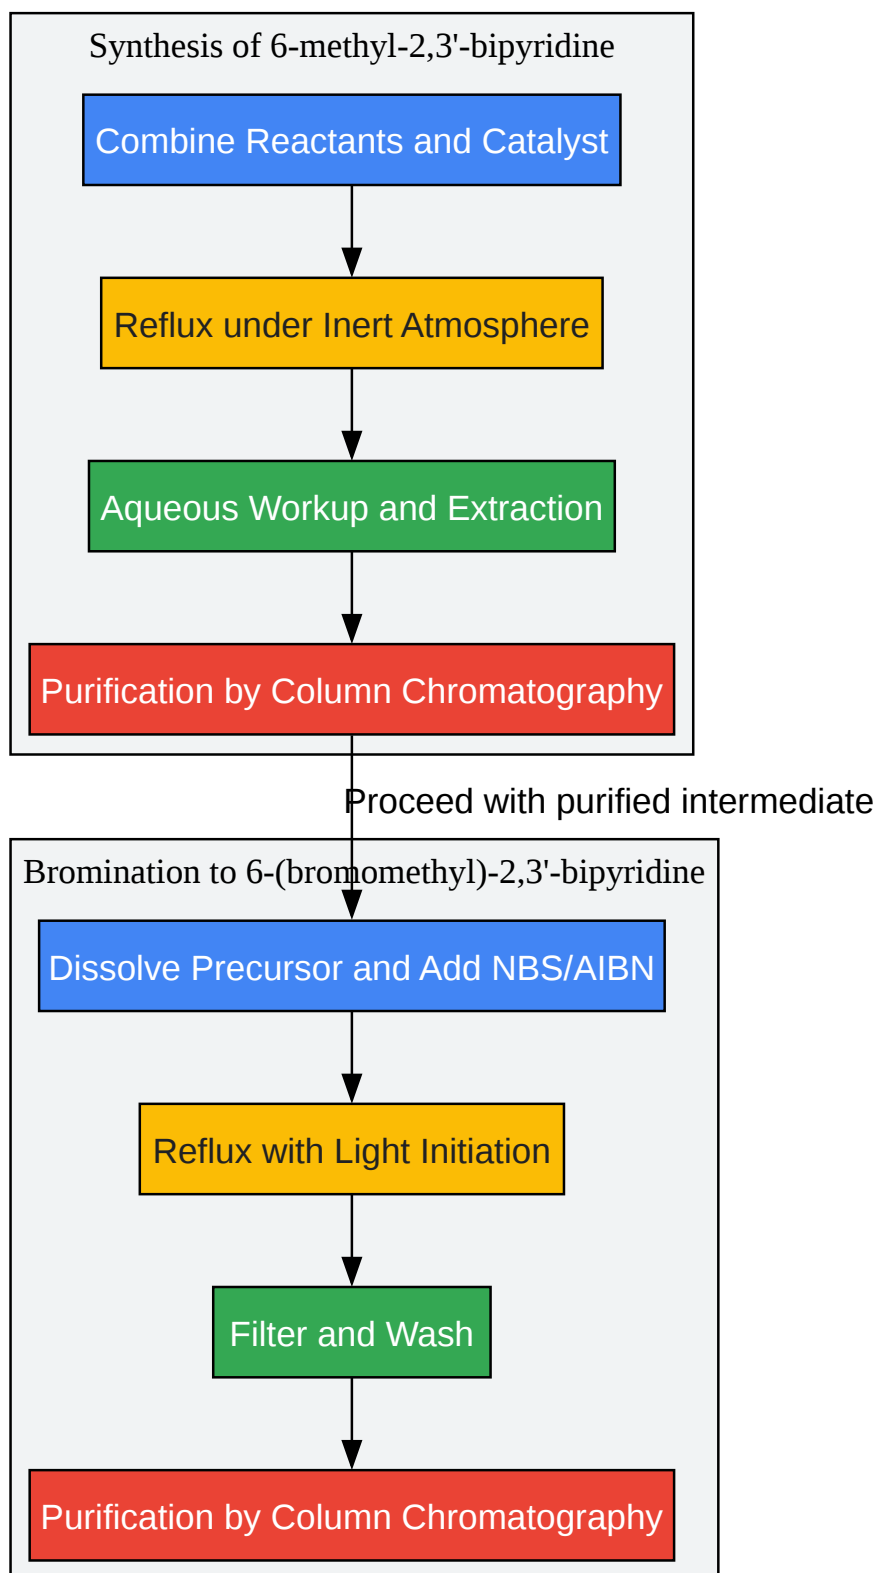 Synthesis of 6-methyl-2,3'-bipyridine
Combine Reactants and Catalyst
Reflux under Inert Atmosphere
Aqueous Workup and Extraction
Purification by Column Chromatography
Proceed with purified intermediate
Bromination to 6-(bromomethyl)-2,3'-bipyridine
Dissolve Precursor and Add NBS/AIBN
Reflux with Light Initiation
Filter and Wash
Purification by Column Chromatography